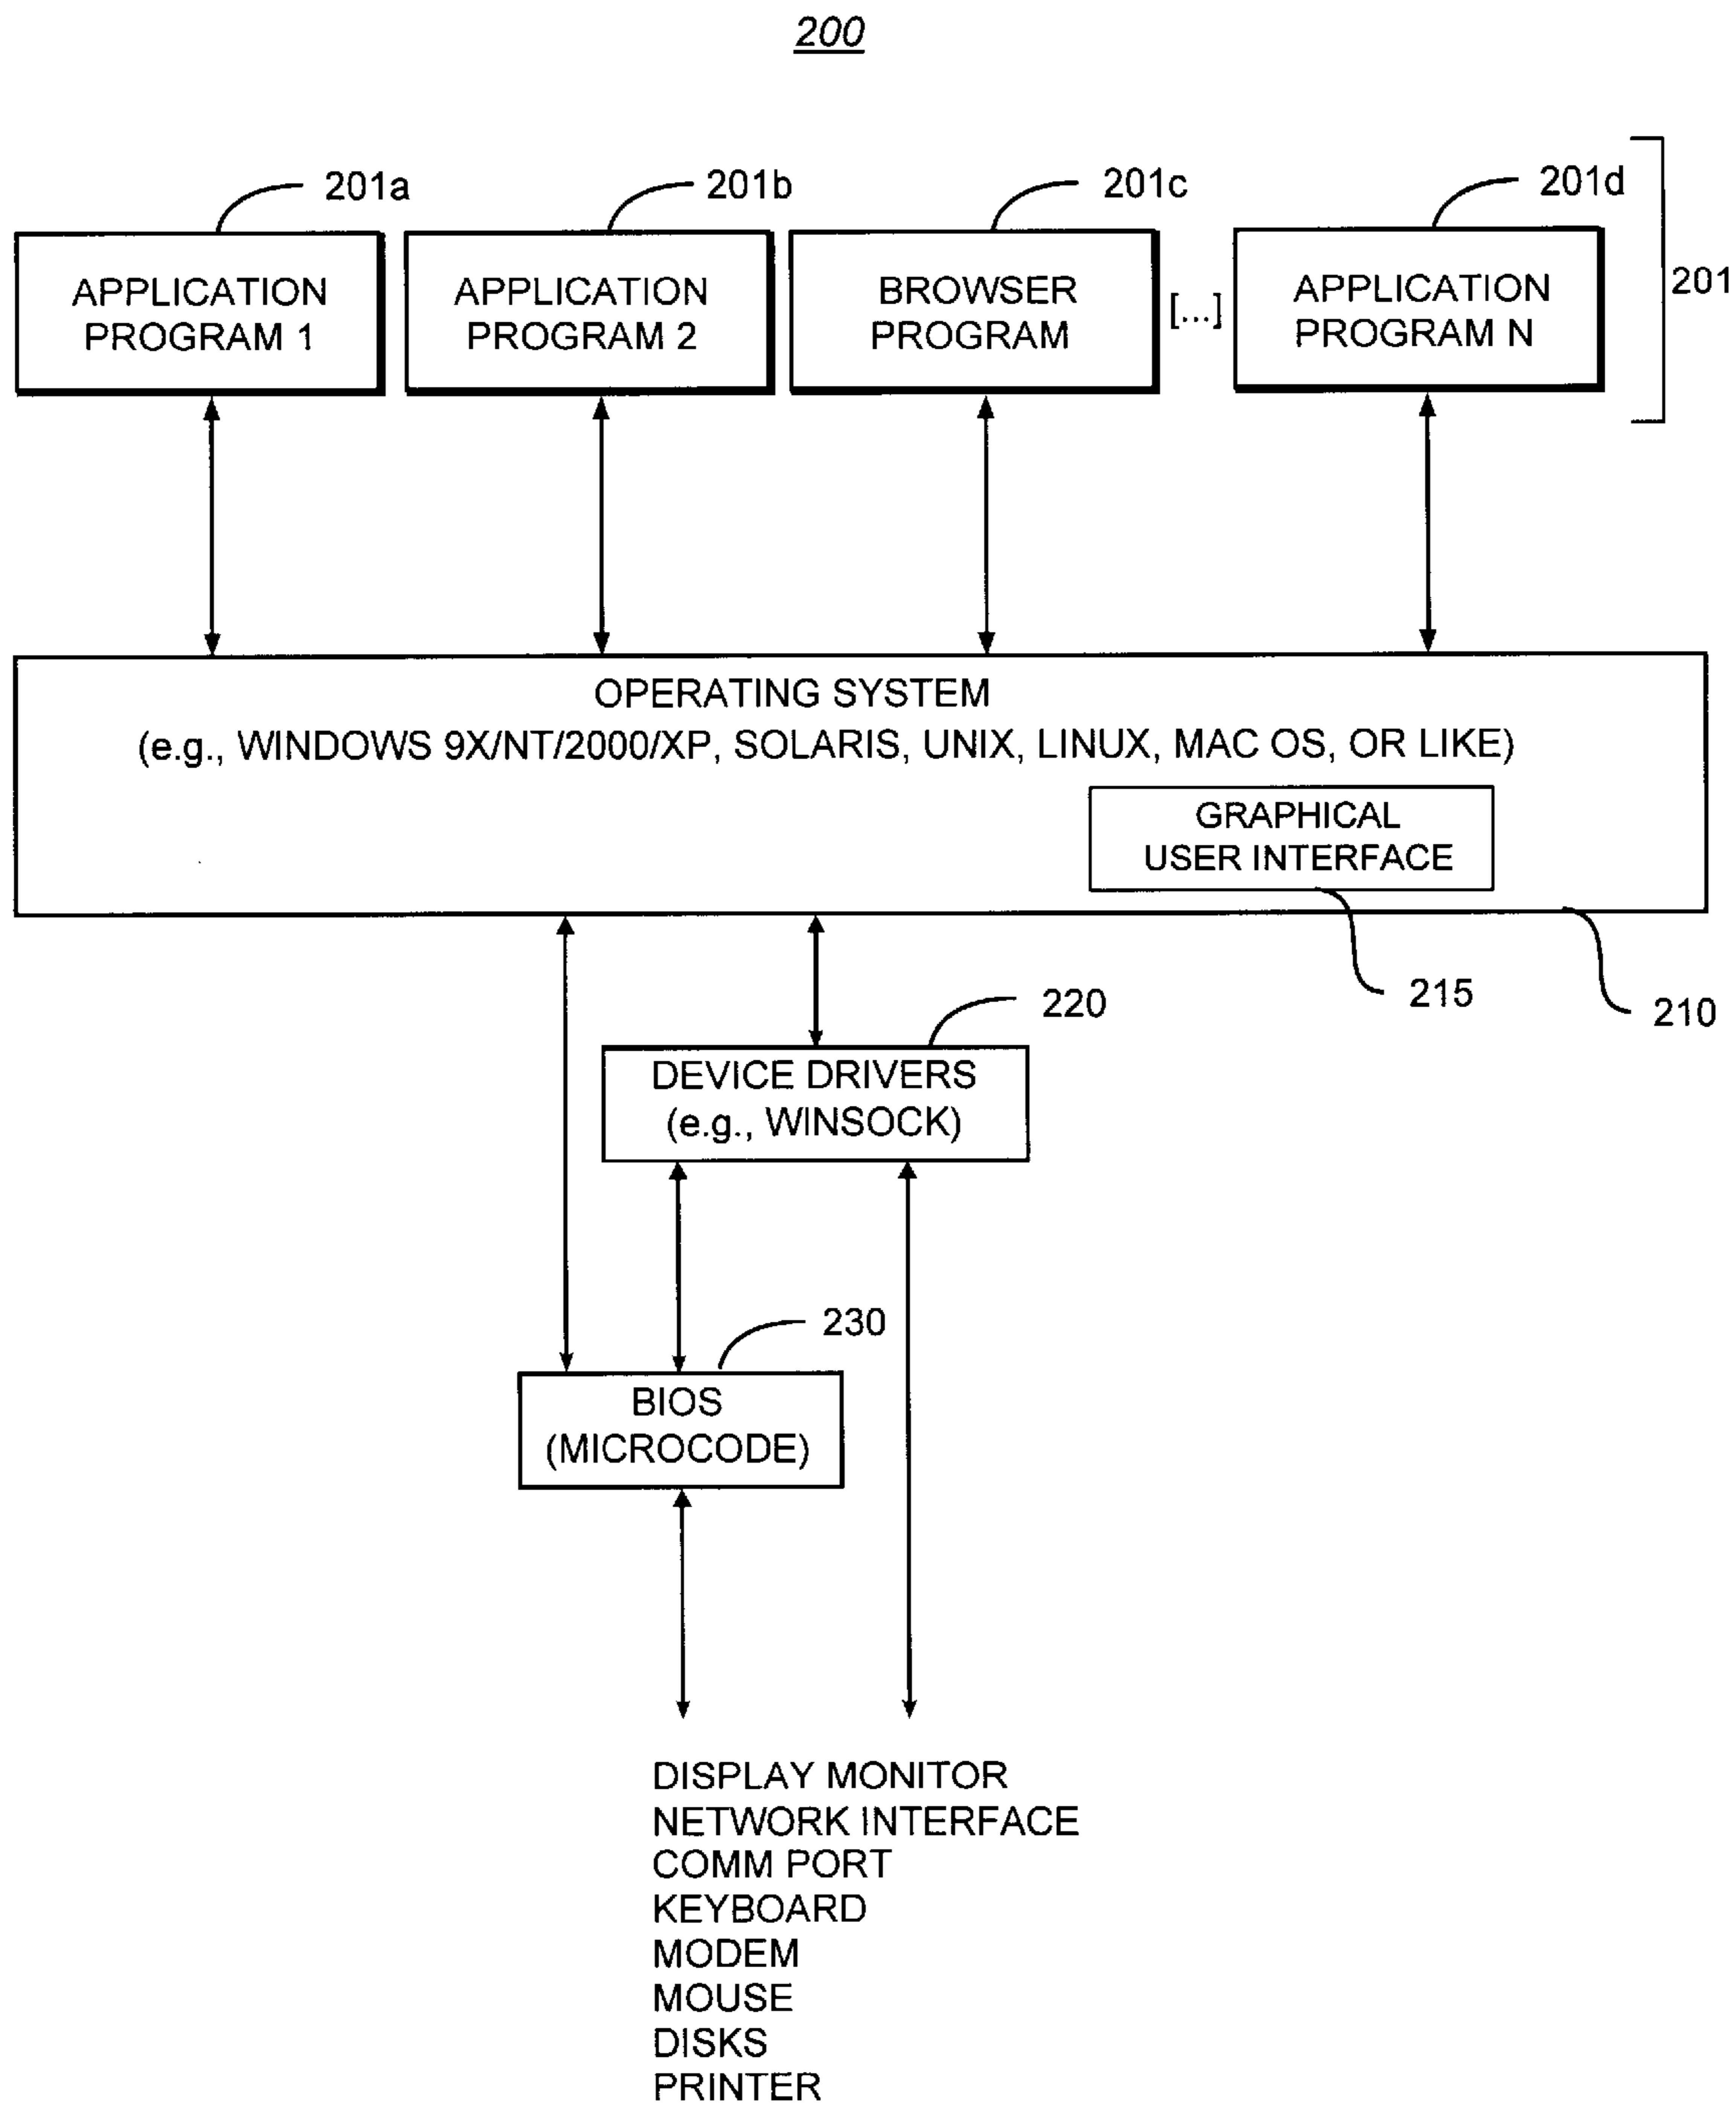 200
201a
201b
201c
201d
APPLICATION
PROGRAM 1
APPLICATION
PROGRAM 2
BROWSER
PROGRAM
[...]
APPLICATION
PROGRAM N
201
OPERATING SYSTEM
(e.g., WINDOWS 9X/NT/2000/XP, SOLARIS, UNIX, LINUX, MAC OS, OR LIKE)
GRAPHICAL
USER INTERFACE
215
210
220
DEVICE DRIVERS
(e.g., WINSOCK)
230
BIOS
(MICROCODE)
DISPLAY MONITOR
NETWORK INTERFACE
COMM PORT
KEYBOARD
MODEM
MOUSE
DISKS
PRINTER